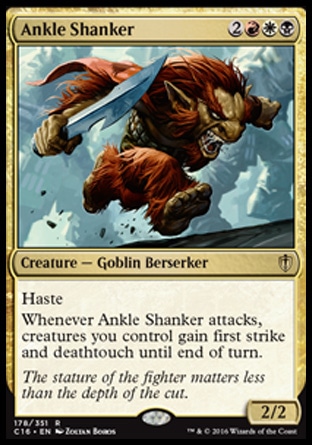 Ankle Shanker 2
Creature — Goblin Berserker
Haste
Whenever Ankle Shanker attacks,
creatures you control gain first strike
and deathtouch until end of turn.
The stature of the fighter matters less
than the depth of the cut.
2/2
178/351 R
C16 • EN Zoltan Boros
™ & © 2016 Wizards of the Coast